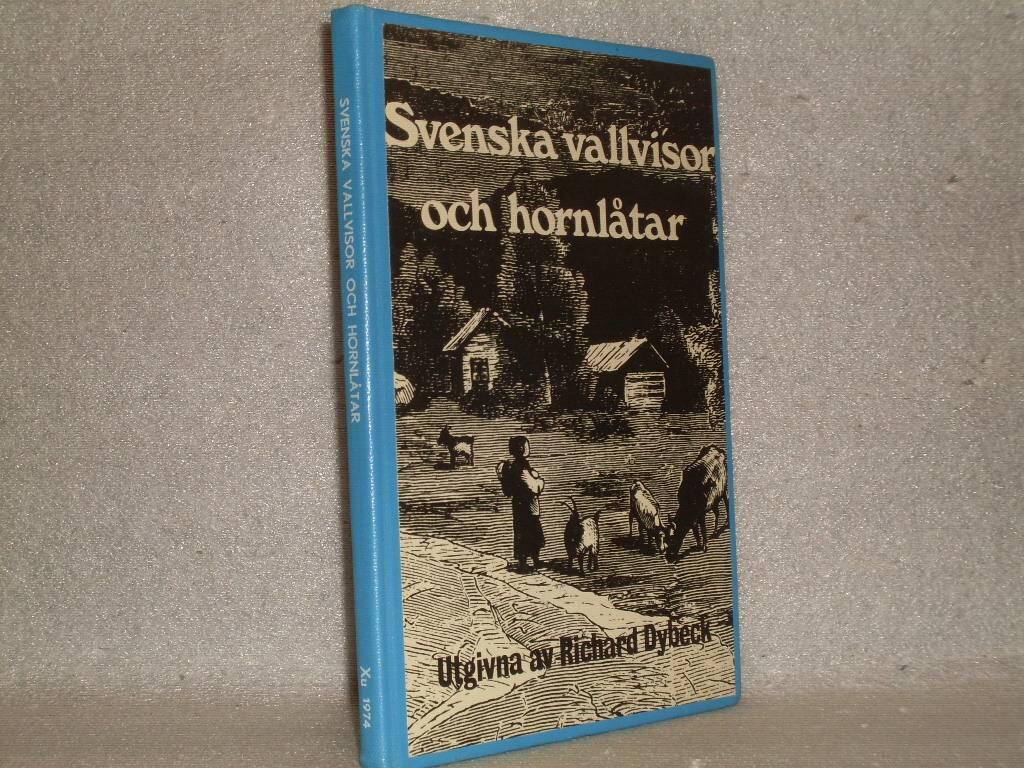 Svenska vallvisor
och hornlåtar
Utgivna av Richard Dybeck
SVENSKA VALLVISOR OCH HORNLÅTAR
Xu 1974